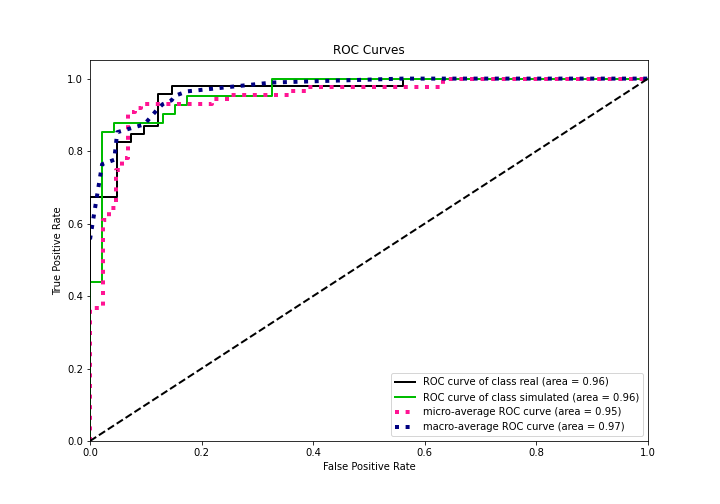 ROC Curves
True Positive Rate
1.0
0.8
0.6
0.4
0.2
0.0
0.0 0.2 0.4 0.6 0.8 1.0
False Positive Rate
ROC curve of class real (area = 0.96)
ROC curve of class simulated (area = 0.96)
micro-average ROC curve (area = 0.95)
macro-average ROC curve (area = 0.97)